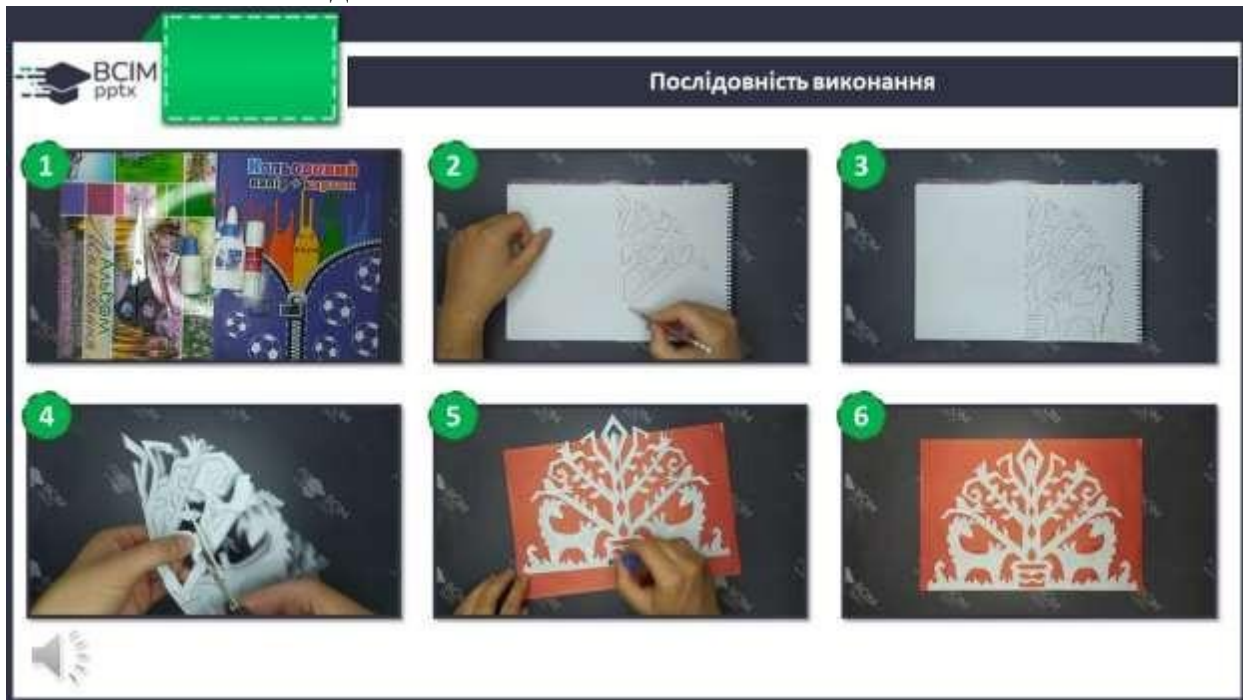 ВСІМ
pptx
Послідовність виконання
1
2
3
Кольоровий
папір + картон
Альбом
4
5
6